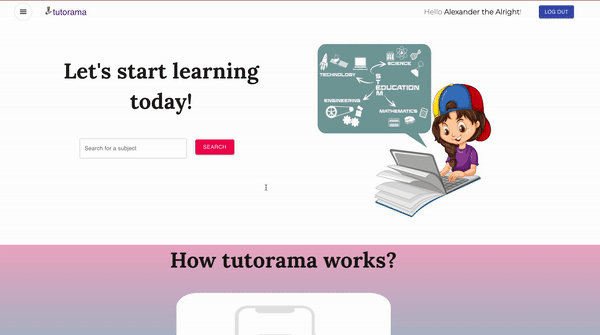 tutorama
Hello Alexander the Alright!
LOG OUT
Let's start learning
today!
Search for a subject
SEARCH
TECHNOLOGY
SCIENCE
STEM
EDUCATION
ENGINEERING
MATHEMATICS
How tutorama works?